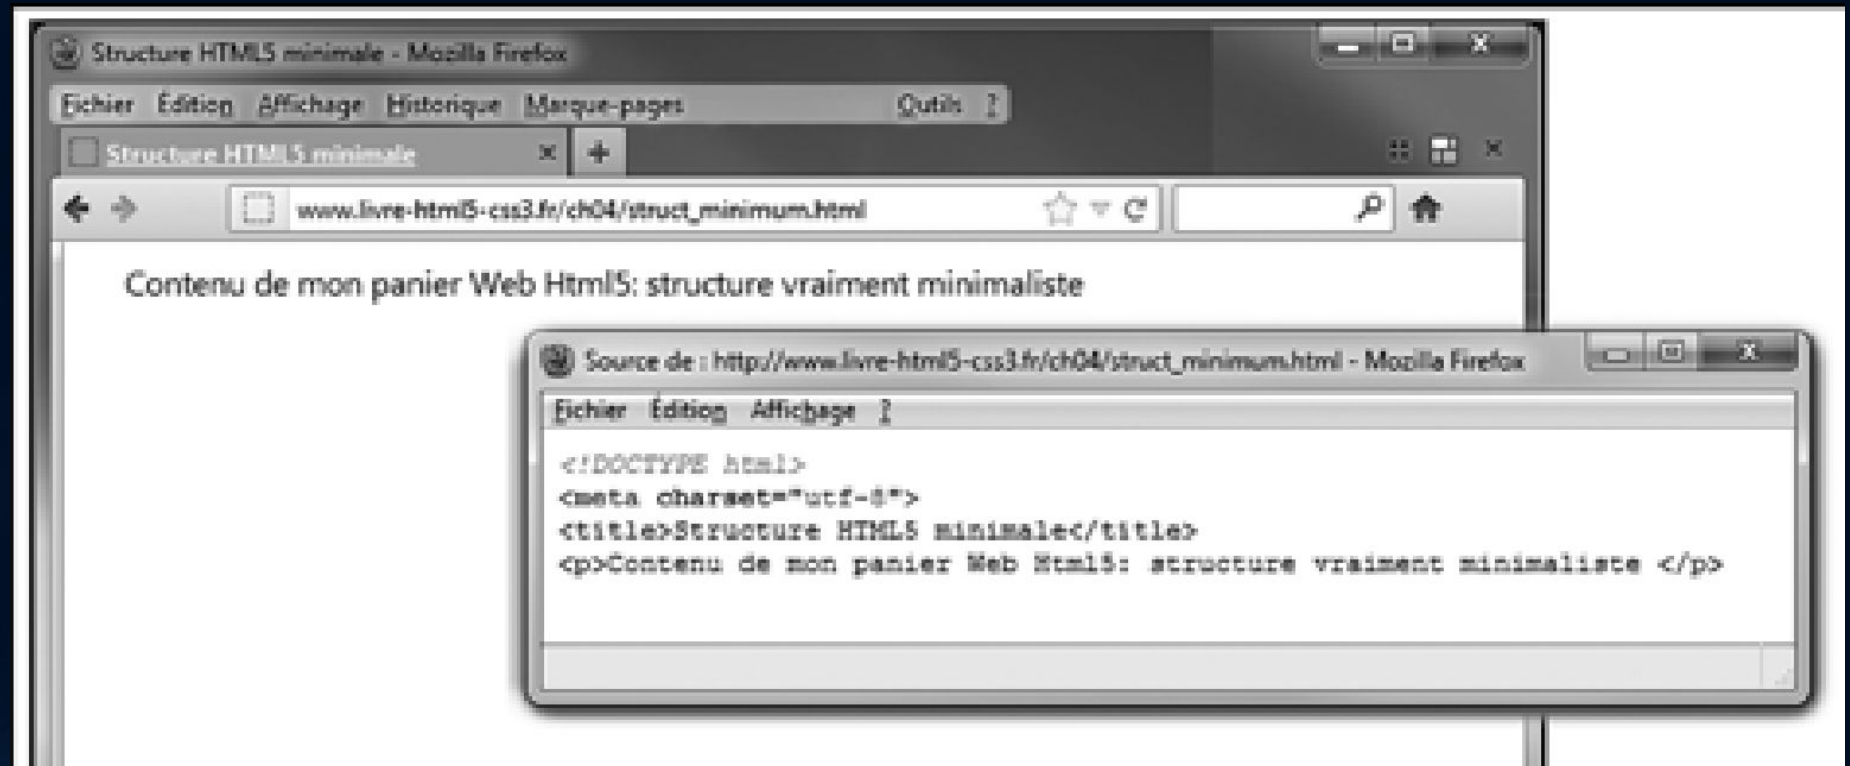 Structure HTML5 minimale - Mozilla Firefox
Fichier Édition Affichage Historique Marque-pages Outils ?
Structure HTML5 minimale
www.livre-html5-css3.fr/ch04/struct_minimum.html
Contenu de mon panier Web Html5: structure vraiment minimaliste
Source de : http://www.livre-html5-css3.fr/ch04/struct_minimum.html - Mozilla Firefox
Fichier Édition Affichage ?
<!DOCTYPE html>
<meta charset="utf-8">
<title>Structure HTML5 minimale</title>
<p>Contenu de mon panier Web Html5: structure vraiment minimaliste </p>